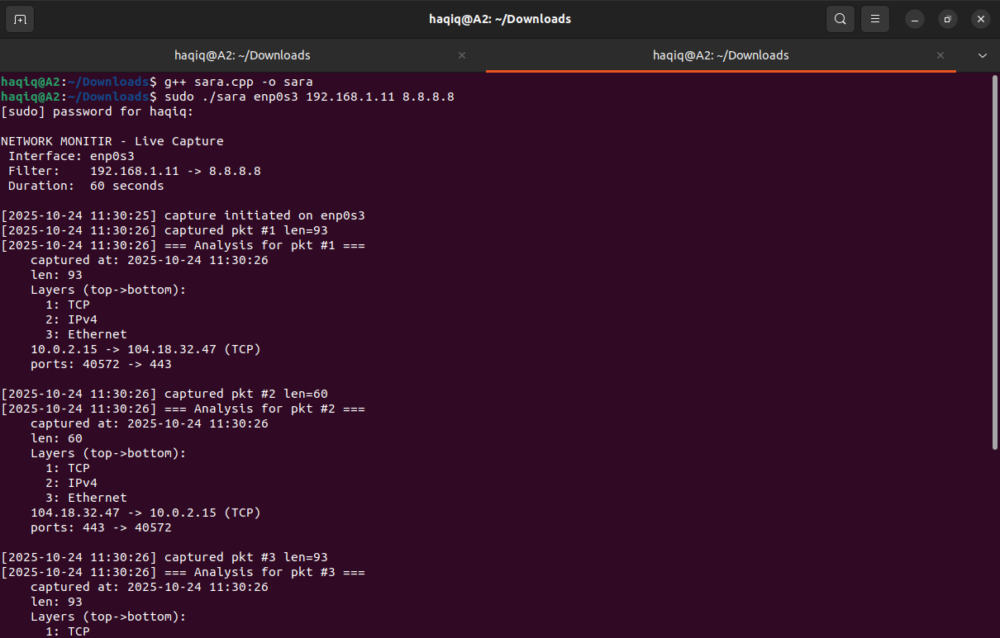 haqiq@A2: ~/Downloads
haqiq@A2: ~/Downloads
haqiq@A2: ~/Downloads
haqiq@A2:~/Downloads$ g++ sara.cpp -o sara
haqiq@A2:~/Downloads$ sudo ./sara enp0s3 192.168.1.11 8.8.8.8
[sudo] password for haqiq:
NETWORK MONITIR - Live Capture
Interface: enp0s3
Filter:    192.168.1.11 -> 8.8.8.8
Duration:  60 seconds
[2025-10-24 11:30:25] capture initiated on enp0s3
[2025-10-24 11:30:26] captured pkt #1 len=93
[2025-10-24 11:30:26] === Analysis for pkt #1 ===
captured at: 2025-10-24 11:30:26
len: 93
Layers (top->bottom):
1: TCP
2: IPv4
3: Ethernet
10.0.2.15 -> 104.18.32.47 (TCP)
ports: 40572 -> 443
[2025-10-24 11:30:26] captured pkt #2 len=60
[2025-10-24 11:30:26] === Analysis for pkt #2 ===
captured at: 2025-10-24 11:30:26
len: 60
Layers (top->bottom):
1: TCP
2: IPv4
3: Ethernet
104.18.32.47 -> 10.0.2.15 (TCP)
ports: 443 -> 40572
[2025-10-24 11:30:26] captured pkt #3 len=93
[2025-10-24 11:30:26] === Analysis for pkt #3 ===
captured at: 2025-10-24 11:30:26
len: 93
Layers (top->bottom):
1: TCP